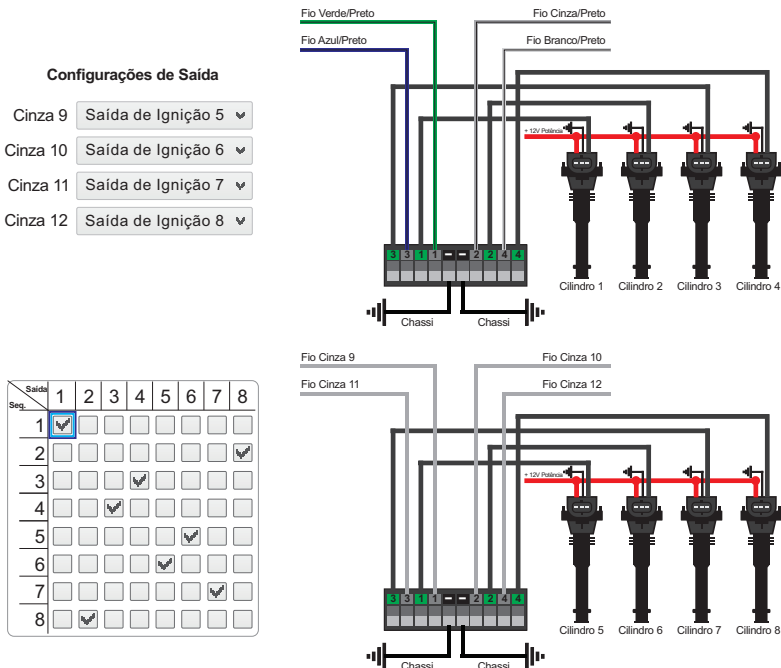 Configurações de Saída
Cinza 9 Saída de Ignição 5
Cinza 10 Saída de Ignição 6
Cinza 11 Saída de Ignição 7
Cinza 12 Saída de Ignição 8
Fio Verde/Preto
Fio Cinza/Preto
Fio Azul/Preto
Fio Branco/Preto
+ 12V Potência
3 3 1 1 2 2 4 4
Cilindro 1 Cilindro 2 Cilindro 3 Cilindro 4
Chassi Chassi
Saída
Seq.
1 2 3 4 5 6 7 8
1
2
3
4
5
6
7
8
Fio Cinza 9
Fio Cinza 10
Fio Cinza 11
Fio Cinza 12
+ 12V Potência
3 3 1 1 2 2 4 4
Cilindro 5 Cilindro 6 Cilindro 7 Cilindro 8
Chassi Chassi